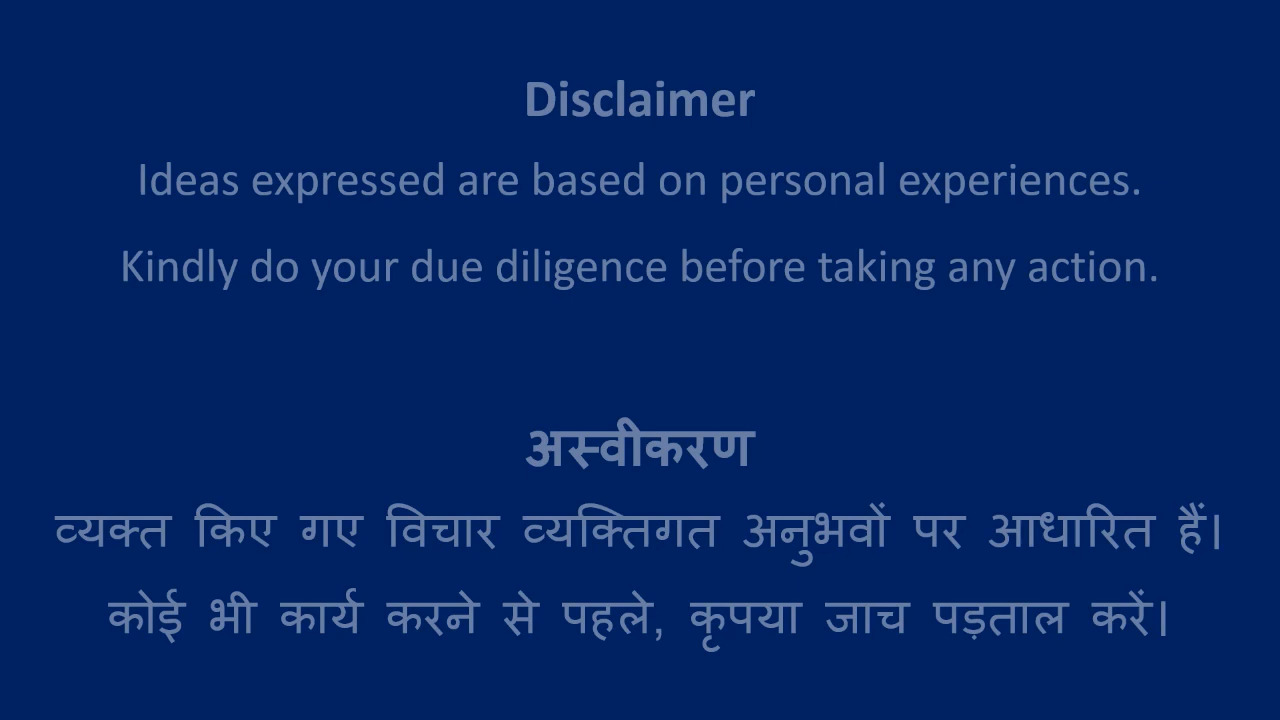 Disclaimer
Ideas expressed are based on personal experiences.
Kindly do your due diligence before taking any action.
अस्वीकरण
व्यक्त किए गए विचार व्यक्तिगत अनुभवों पर आधारित हैं।
कोई भी कार्य करने से पहले, कृपया जाच पड़ताल करें।